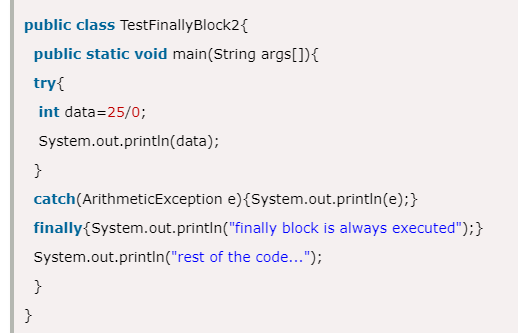 public class TestFinallyBlock2{
public static void main(String args[]){
try{
int data=25/0;
System.out.println(data);
}
catch(ArithmeticException e){System.out.println(e);}
finally{System.out.println("finally block is always executed");}
System.out.println("rest of the code...");
}
}